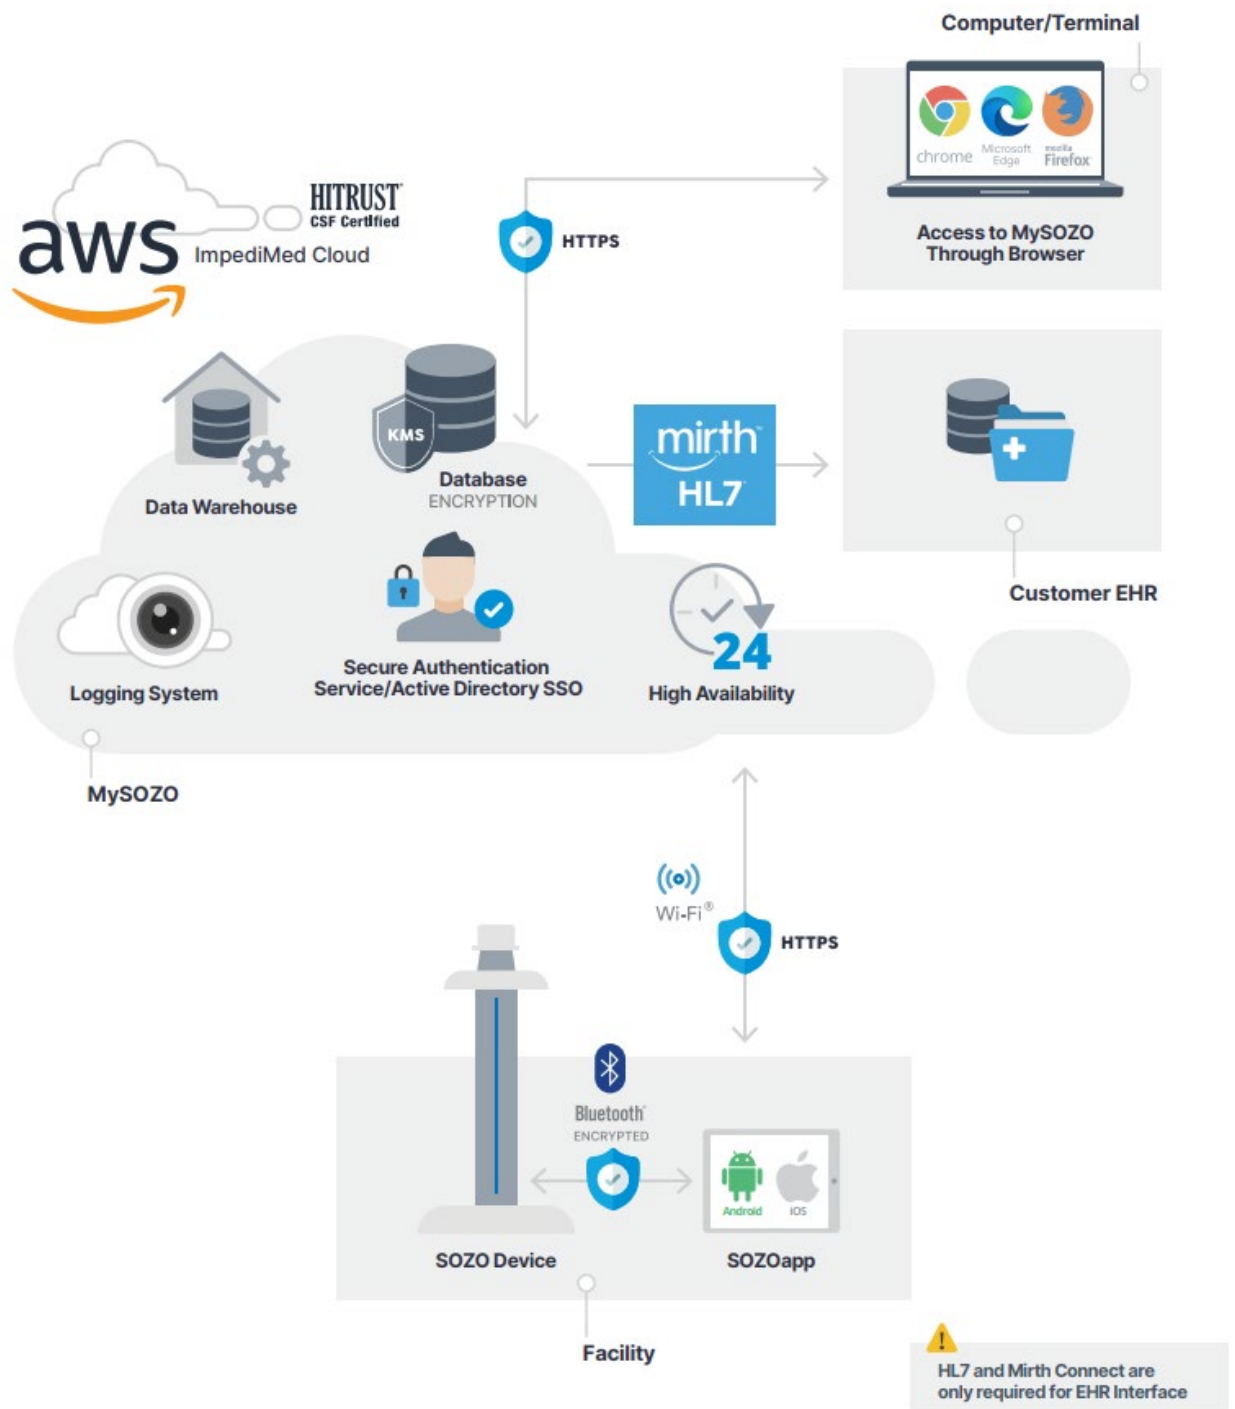 Computer/Terminal
chrome
Microsoft
Edge
mozilla
Firefox
Access to MySOZO
Through Browser
HITRUST
CSF Certified
aws
ImpediMed Cloud
HTTPS
KMS
Database
ENCRYPTION
Data Warehouse
mirth™
HL7
Customer EHR
Secure Authentication
Service/Active Directory SSO
24
High Availability
Logging System
MySOZO
Wi-Fi®
HTTPS
Bluetooth
ENCRYPTED
Android
iOS
SOZO Device
SOZOapp
Facility
HL7 and Mirth Connect are
only required for EHR Interface